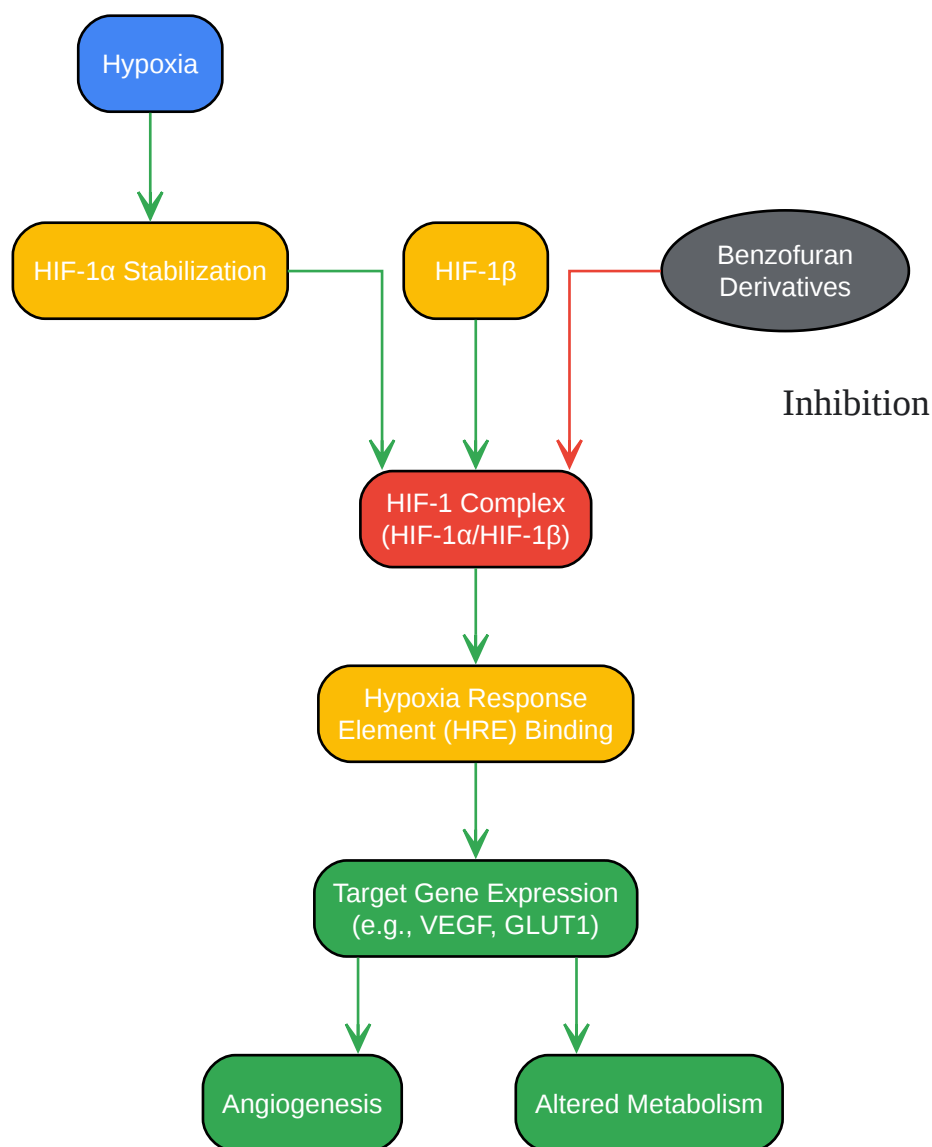 Hypoxia
HIF-1α Stabilization
HIF-1β
Benzofuran
Derivatives
Inhibition
HIF-1 Complex
(HIF-1α/HIF-1β)
Hypoxia Response
Element (HRE) Binding
Target Gene Expression
(e.g., VEGF, GLUT1)
Angiogenesis
Altered Metabolism